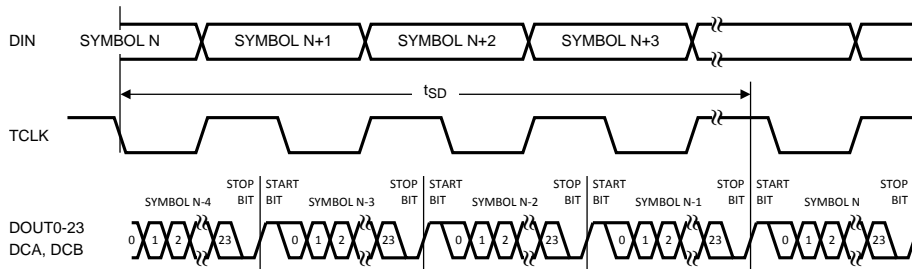 DIN SYMBOL N SYMBOL N+1 SYMBOL N+2 SYMBOL N+3
tSD
TCLK
STOP BIT START BIT STOP BIT START BIT STOP BIT START BIT STOP BIT START BIT STOP BIT
SYMBOL N-4 SYMBOL N-3 SYMBOL N-2 SYMBOL N-1 SYMBOL N
DOUT0-23
0 1 2 23 0 1 2 23 0 1 2 23 0 1 2 23 0 1 2 23
DCA, DCB